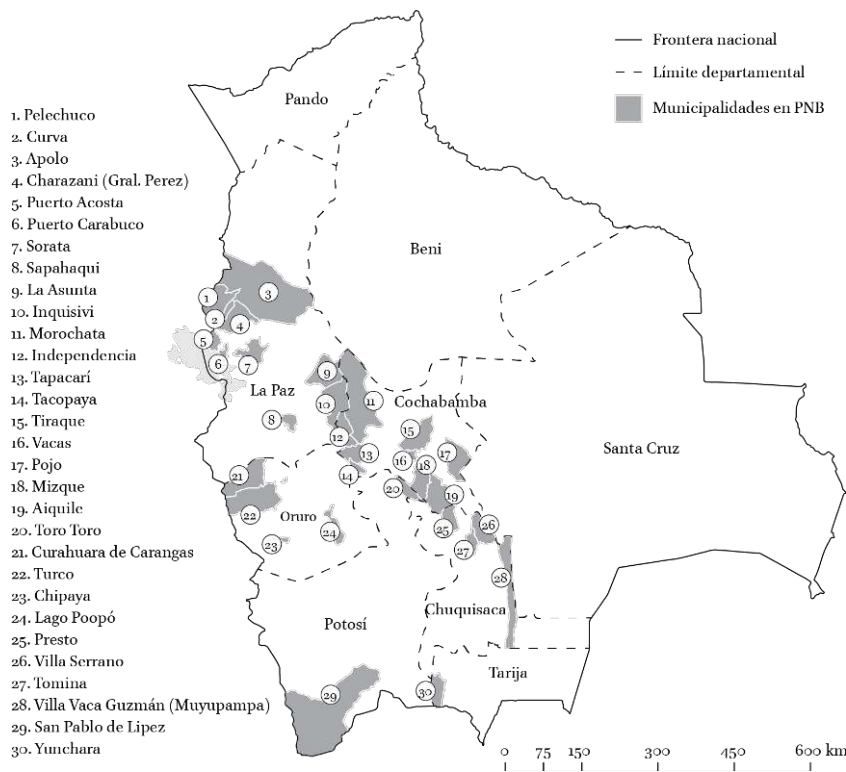 Frontera nacional
Límite departamental
Municipalidades en PNB
1. Pelechuco
2. Curva
3. Apolo
4. Charazani (Gral. Perez)
5. Puerto Acosta
6. Puerto Carabuco
7. Sorata
8. Sapahaqui
9. La Asunta
10. Inquisivi
11. Morochata
12. Independencia
13. Tapacarí
14. Tacopaya
15. Tiraque
16. Vacas
17. Pojo
18. Mizque
19. Aiquile
20. Toro Toro
21. Curahuara de Carangas
22. Turco
23. Chipaya
24. Lago Poopó
25. Presto
26. Villa Serrano
27. Tomina
28. Villa Vaca Guzmán (Muyupampa)
29. San Pablo de Lipez
30. Yunchara
Pando
Beni
1
3
2
4
5
6
7
9
La Paz
10
11
Cochabamba
8
15
12
13
16
18
17
Santa Cruz
14
21
20
19
22
Oruro
24
25
26
23
27
28
Chuquisaca
Potosí
Tarija
29
30
0 75 150 300 450 600 km